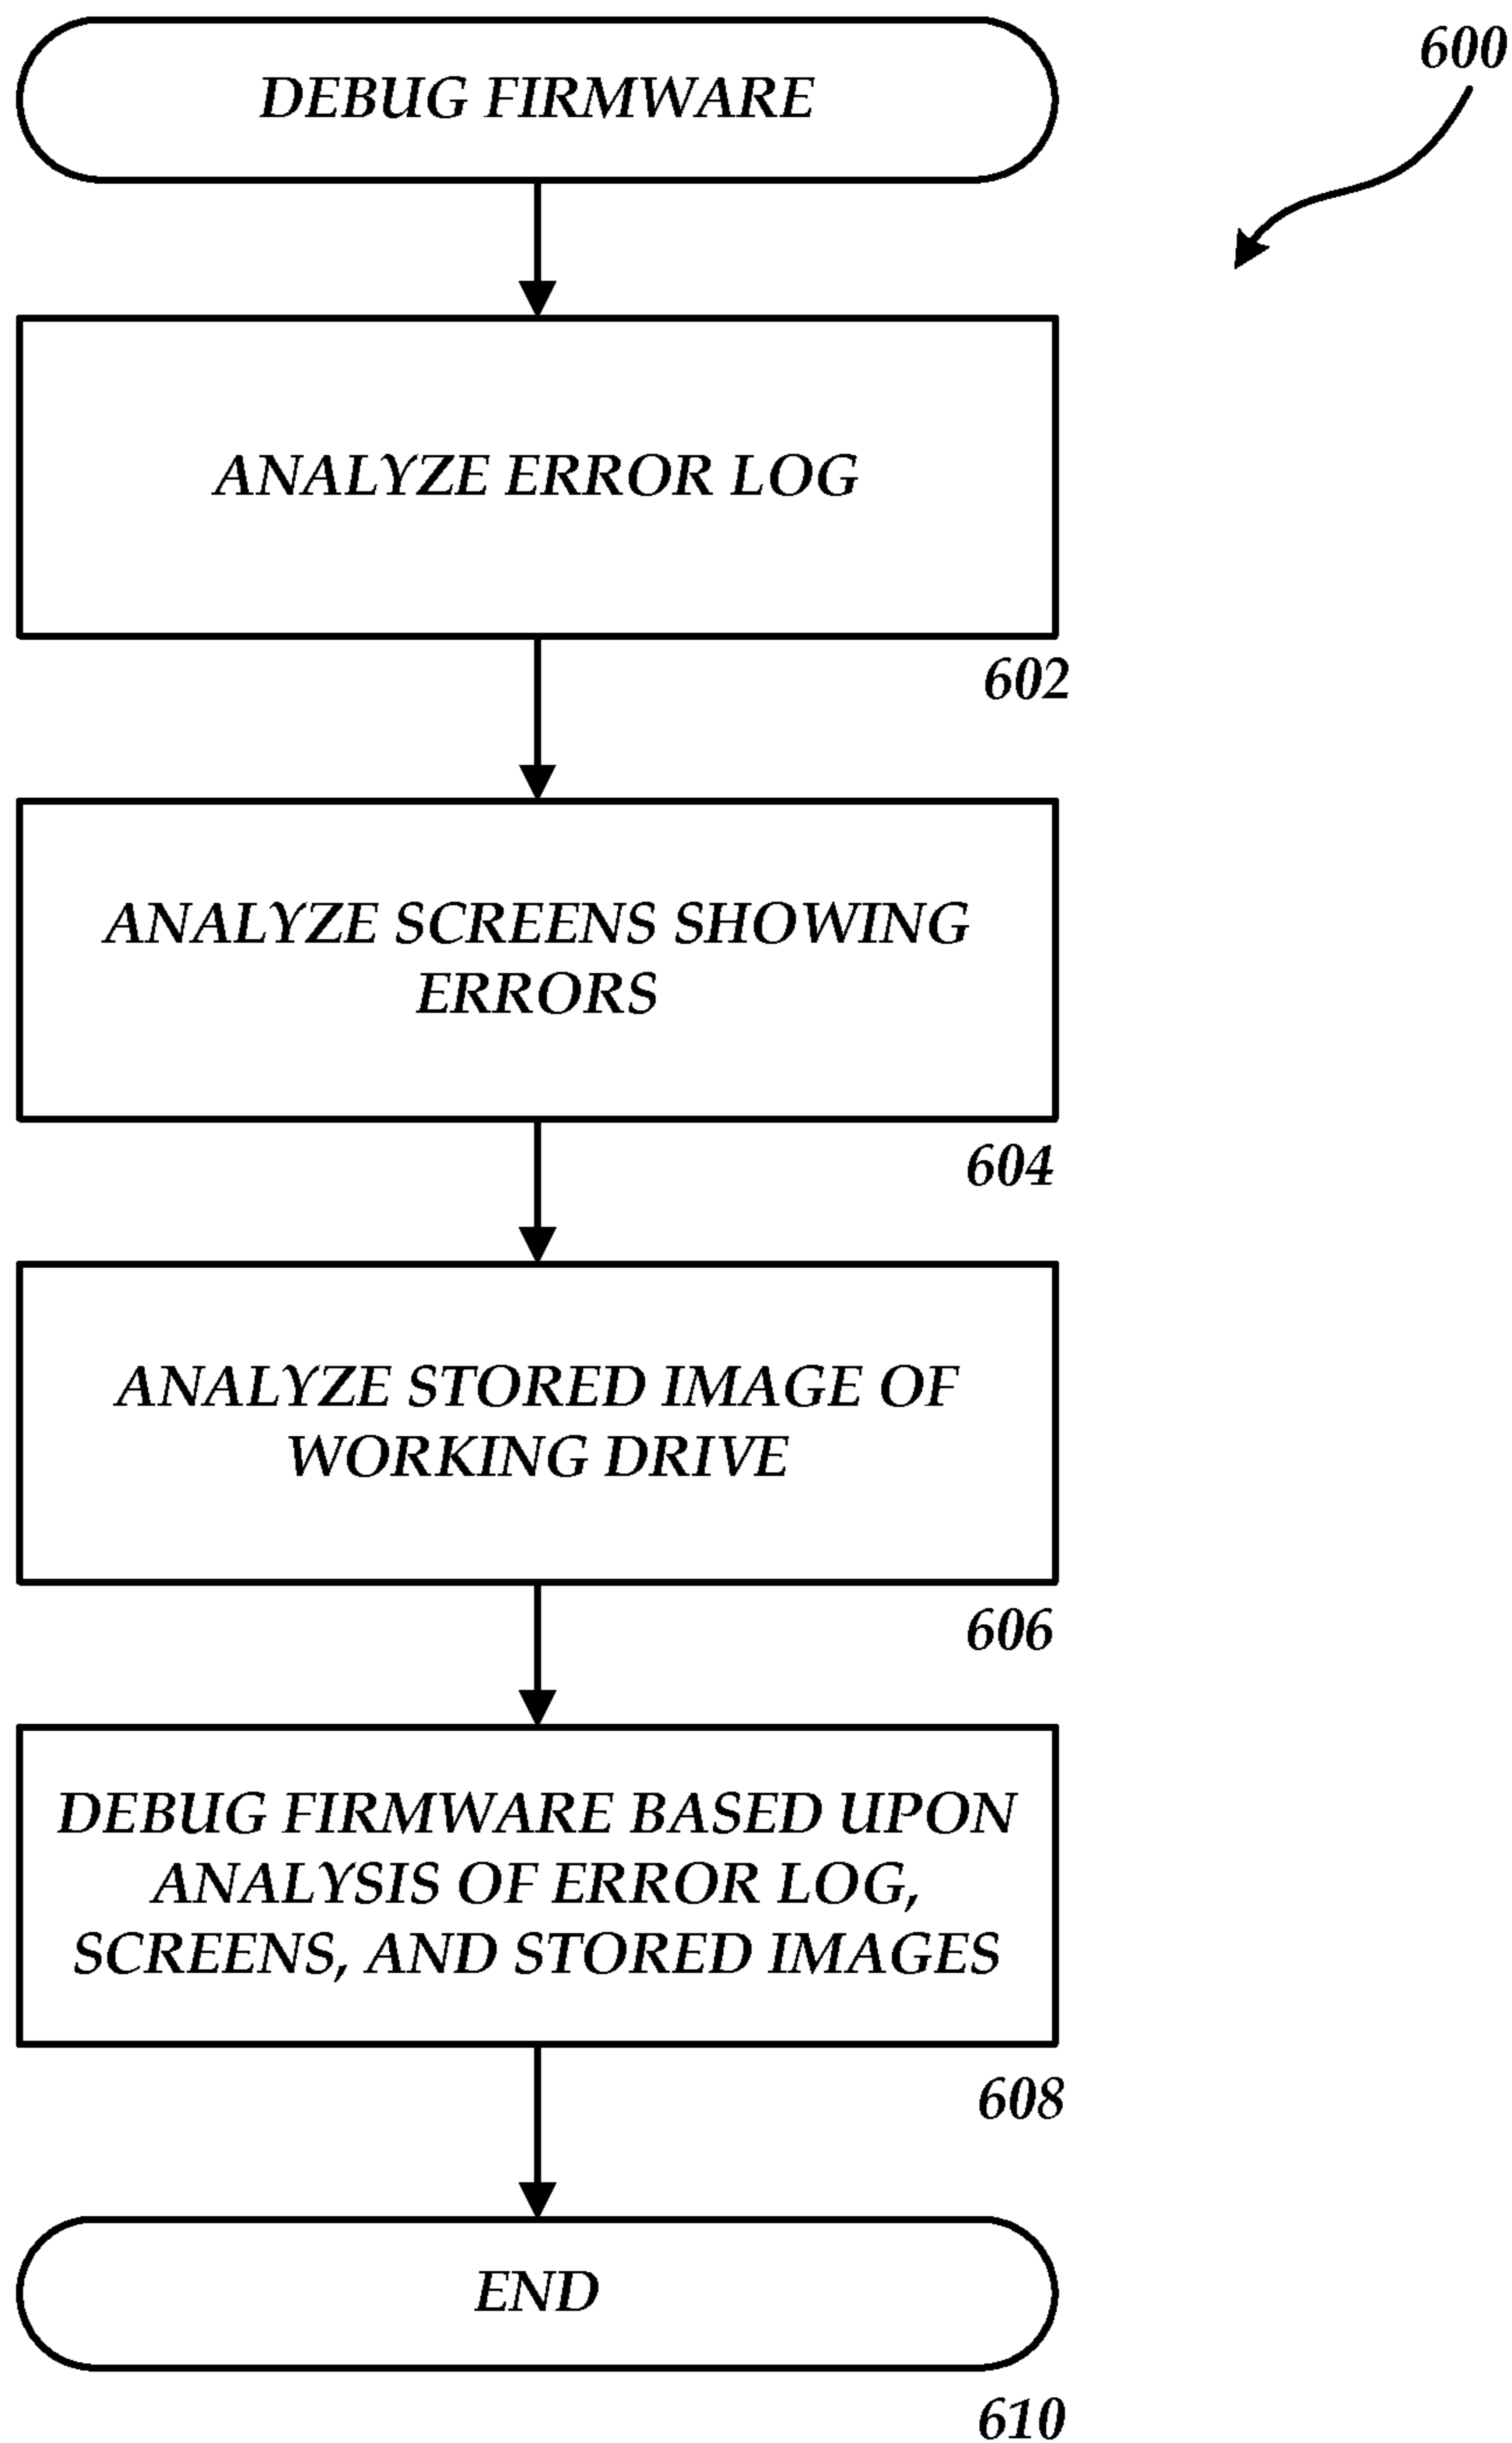 600
DEBUG FIRMWARE
ANALYZE ERROR LOG
602
ANALYZE SCREENS SHOWING
ERRORS
604
ANALYZE STORED IMAGE OF
WORKING DRIVE
606
DEBUG FIRMWARE BASED UPON
ANALYSIS OF ERROR LOG,
SCREENS, AND STORED IMAGES
608
END
610